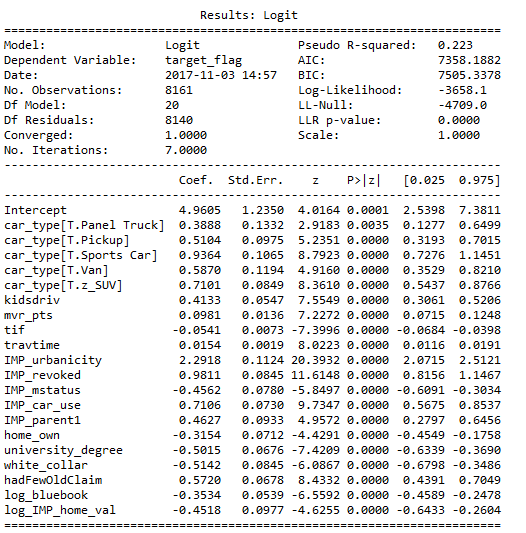 Results: Logit
=================================================================
Model: Logit Pseudo R-squared: 0.223
Dependent Variable: target_flag AIC: 7358.1882
Date: 2017-11-03 14:57 BIC: 7505.3378
No. Observations: 8161 Log-Likelihood: -3658.1
Df Model: 20 LL-Null: -4709.0
Df Residuals: 8140 LLR p-value: 0.0000
Converged: 1.0000 Scale: 1.0000
No. Iterations: 7.0000
-----------------------------------------------------------------
Coef. Std.Err. z P>|z| [0.025 0.975]
-----------------------------------------------------------------
Intercept 4.9605 1.2350 4.0164 0.0001 2.5398 7.3811
car_type[T.Panel Truck] 0.3888 0.1332 2.9183 0.0035 0.1277 0.6499
car_type[T.Pickup] 0.5104 0.0975 5.2351 0.0000 0.3193 0.7015
car_type[T.Sports Car] 0.9364 0.1065 8.7923 0.0000 0.7276 1.1451
car_type[T.Van] 0.5870 0.1194 4.9160 0.0000 0.3529 0.8210
car_type[T.z_SUV] 0.7101 0.0849 8.3610 0.0000 0.5437 0.8766
kidsdriv 0.4133 0.0547 7.5549 0.0000 0.3061 0.5206
mvr_pts 0.0981 0.0136 7.2272 0.0000 0.0715 0.1248
tif -0.0541 0.0073 -7.3996 0.0000 -0.0684 -0.0398
travtime 0.0154 0.0019 8.0223 0.0000 0.0116 0.0191
IMP_urbanicity 2.2918 0.1124 20.3932 0.0000 2.0715 2.5121
IMP_revoked 0.9811 0.0845 11.6148 0.0000 0.8156 1.1467
IMP_mstatus -0.4562 0.0780 -5.8497 0.0000 -0.6091 -0.3034
IMP_car_use 0.7106 0.0730 9.7347 0.0000 0.5675 0.8537
IMP_parent1 0.4627 0.0933 4.9572 0.0000 0.2797 0.6456
home_own -0.3154 0.0712 -4.4291 0.0000 -0.4549 -0.1758
university_degree -0.5015 0.0676 -7.4209 0.0000 -0.6339 -0.3690
white_collar -0.5142 0.0845 -6.0867 0.0000 -0.6798 -0.3486
hadFewOldClaim 0.5720 0.0678 8.4332 0.0000 0.4391 0.7049
log_bluebook -0.3534 0.0539 -6.5592 0.0000 -0.4589 -0.2478
log_IMP_home_val -0.4518 0.0977 -4.6255 0.0000 -0.6433 -0.2604
=================================================================